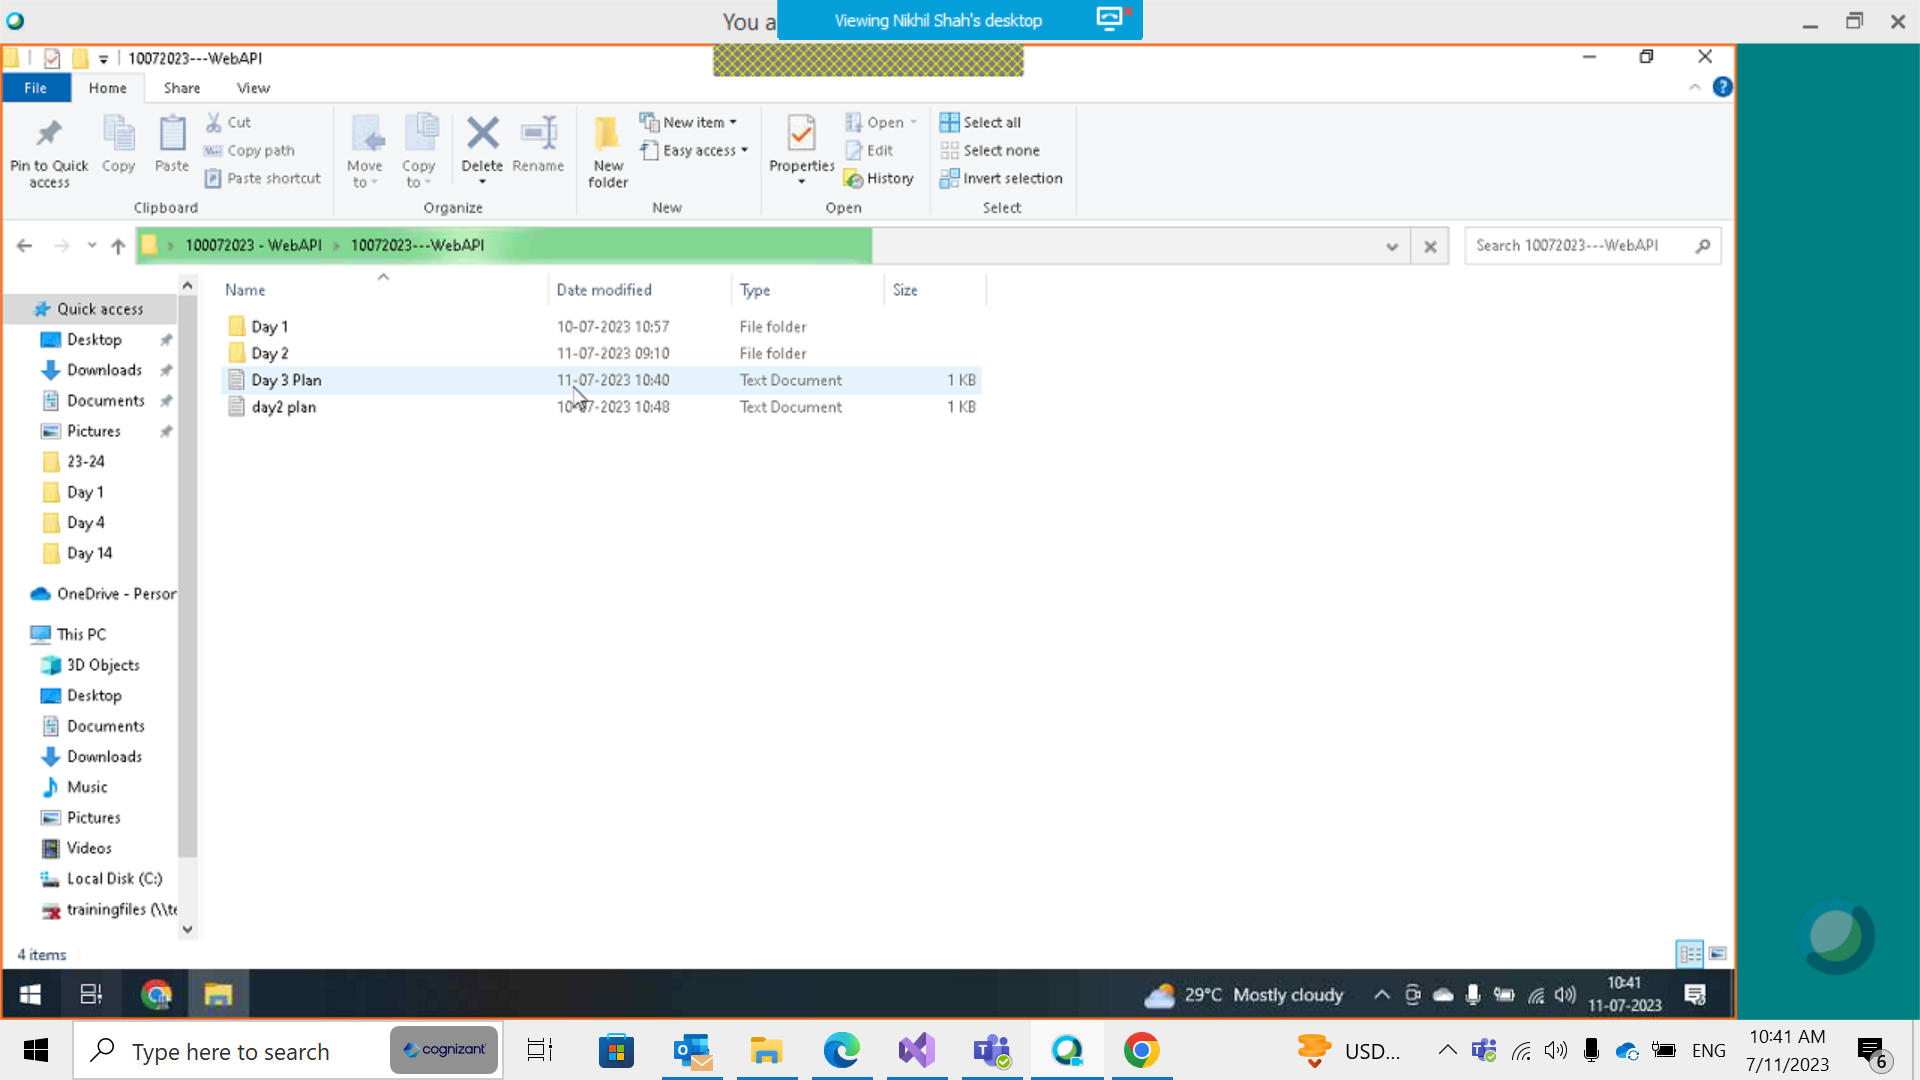 You a
Viewing Nikhil Shah's desktop
10072023---WebAPI
File
Home
Share
View
Pin to Quick access
Copy
Paste
Cut
Copy path
Paste shortcut
Clipboard
Move to
Copy to
Delete
Rename
Organize
New folder
New item
Easy access
New
Properties
Open
Edit
History
Open
Select all
Select none
Invert selection
Select
100072023 - WebAPI
10072023---WebAPI
Search 10072023---WebAPI
Name
Date modified
Type
Size
Day 1 10-07-2023 10:57 File folder
Day 2 11-07-2023 09:10 File folder
Day 3 Plan 11-07-2023 10:40 Text Document 1 KB
day2 plan 10-07-2023 10:48 Text Document 1 KB
Quick access
Desktop
Downloads
Documents
Pictures
23-24
Day 1
Day 4
Day 14
OneDrive - Person
This PC
3D Objects
Desktop
Documents
Downloads
Music
Pictures
Videos
Local Disk (C:)
trainingfiles (\\te
4 items
29°C Mostly cloudy
10:41
11-07-2023
Type here to search
cognizant
USD...
ENG
10:41 AM
7/11/2023
6